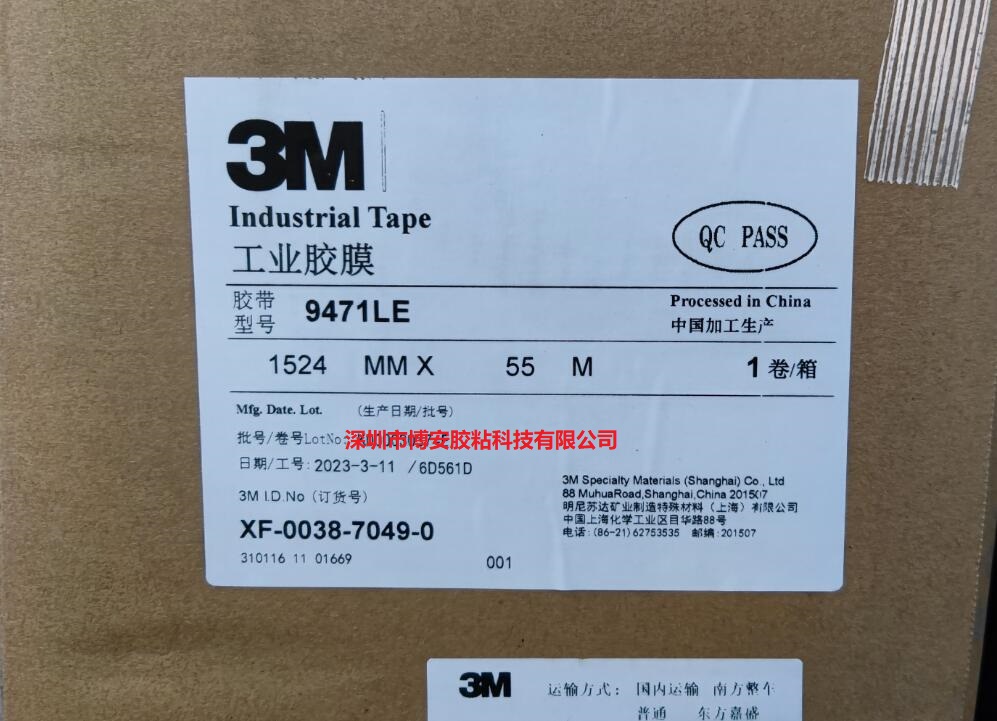 3M
Industrial Tape
工业胶膜
QC PASS
胶带
型号 9471LE
Processed in China
中国加工生产
1524 MM X 55 M 1 卷/箱
Mfg. Date. Lot. (生产日期/批号)
批号/卷号LotNo:
深圳市博安胶粘科技有限公司
日期/工号: 2023-3-11 /6D561D
3M I.D.No (订货号)
XF-0038-7049-0
310116 11 01669
001
3M Specialty Materials (Shanghai) Co., Ltd
88 MuhuaRoad,Shanghai,China 201507
明尼苏达矿业制造特殊材料（上海）有限公司
中国上海化学工业区目华路88号
电话:(86-21)62753535 邮编:201507
3M
运输方式: 国内运输 南方整车
普通 东方嘉盛